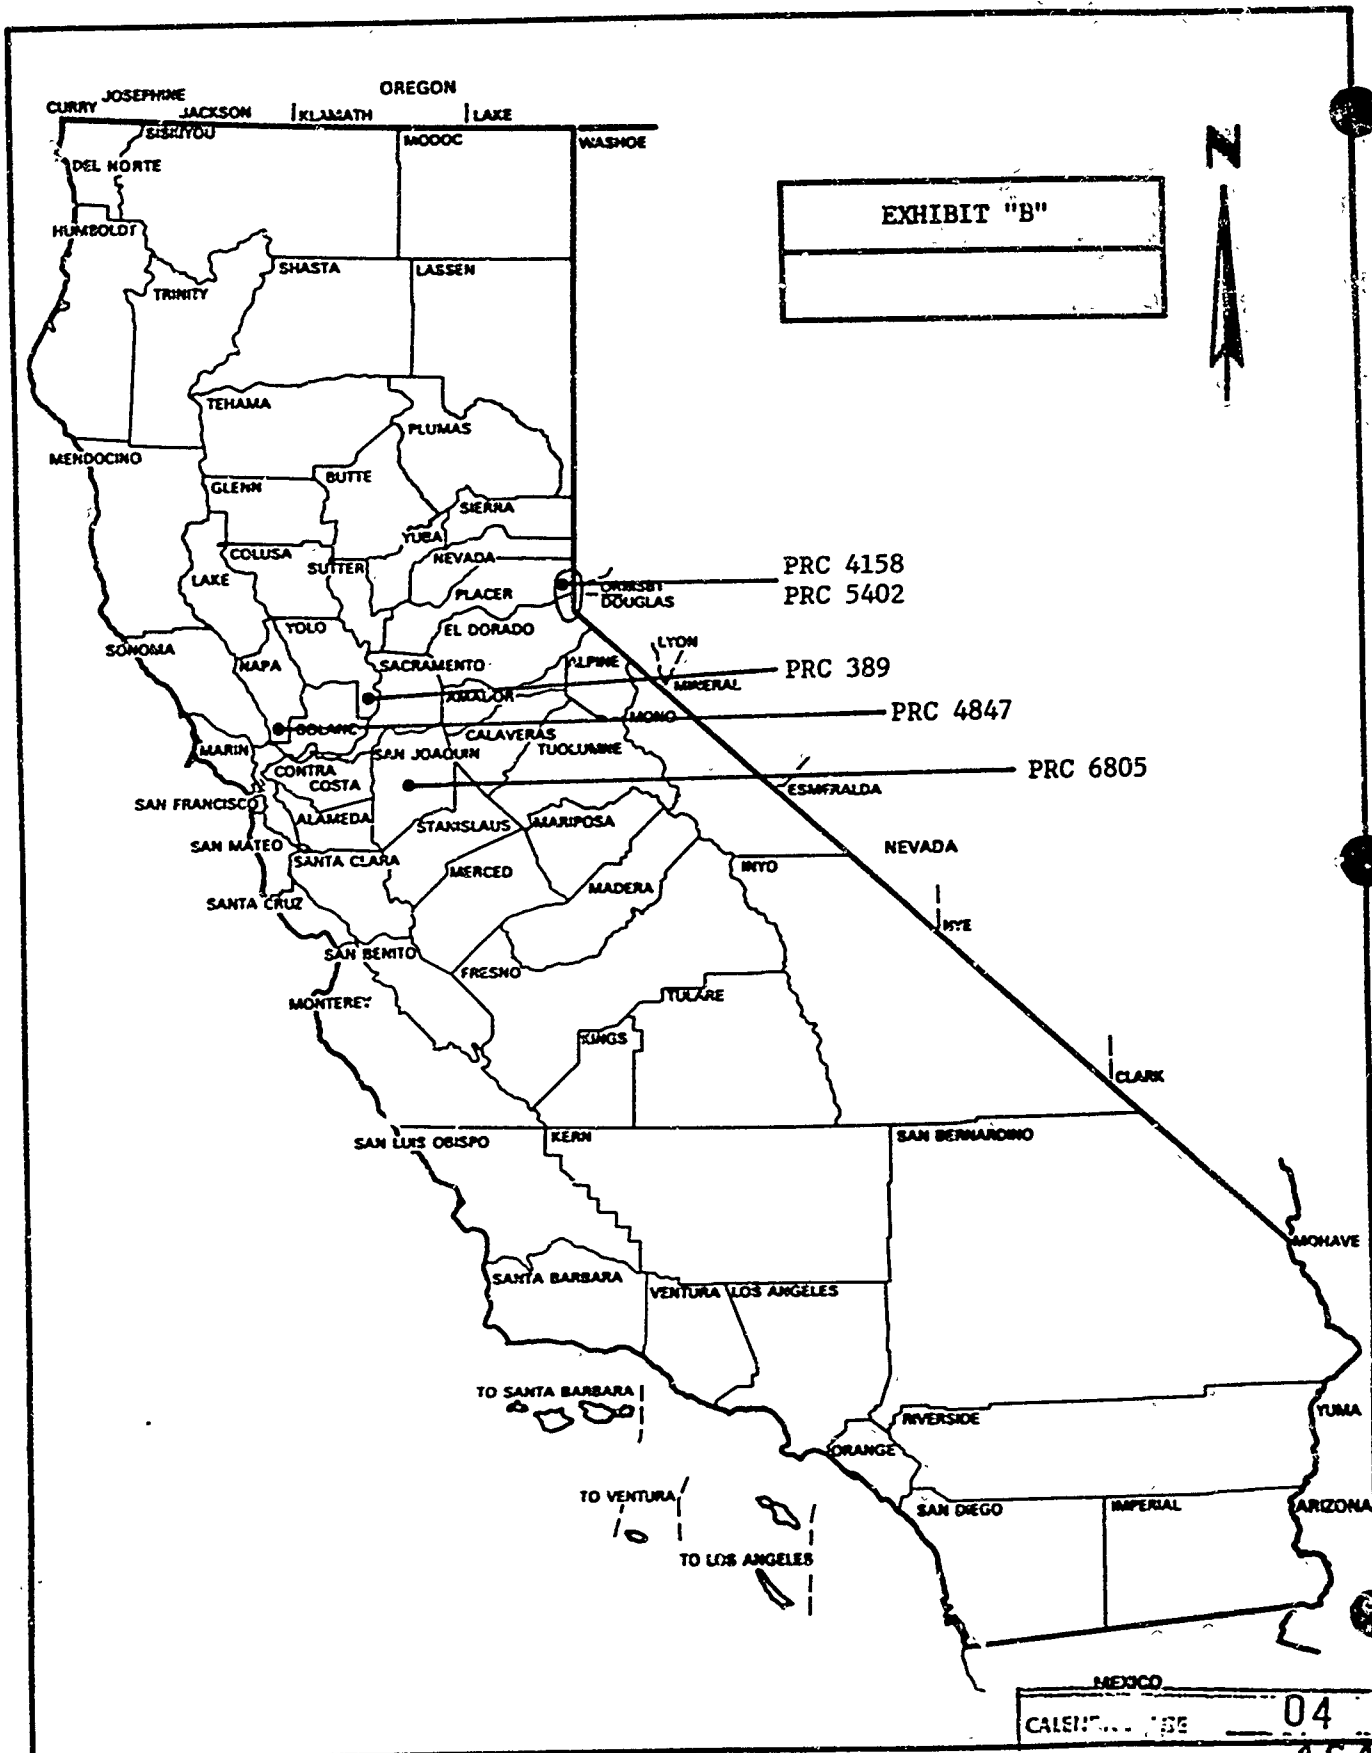 OREGON
CURRY
JOSEPHINE
JACKSON
KLAMATH
LAKE
SISKIYOU
MODOC
WASHOE
N
DEL NORTE
EXHIBIT "B"
HUMBOLDT
SHASTA
LASSEN
TRINITY
TEHAMA
PLUMAS
MENDOCINO
GLENN
BUTTE
SIERRA
YUBA
COLUSA
SUTTER
NEVADA
LAKE
PLACER
ORMSBY
DOUGLAS
PRC 4158
PRC 5402
YOLO
EL DORADO
SONOMA
NAPA
SACRAMENTO
ALPINE
LYON
MINERAL
PRC 389
AMADOR
MONO
PRC 4847
SOLANO
CALAVERAS
MARIN
SAN JOAQUIN
TUOLUMNE
CONTRA
COSTA
PRC 6805
ESMERALDA
SAN FRANCISCO
ALAMEDA
STANISLAUS
MARIPOSA
SAN MATEO
SANTA CLARA
MERCED
INYO
NEVADA
MADERA
SANTA CRUZ
NYE
SAN BENITO
FRESNO
MONTEREY
TULARE
KINGS
CLARK
SAN LUIS OBISPO
KERN
SAN BERNARDINO
MOHAVE
SANTA BARBARA
VENTURA
LOS ANGELES
TO SANTA BARBARA
RIVERSIDE
YUMA
ORANGE
TO VENTURA
SAN DIEGO
IMPERIAL
ARIZONA
TO LOS ANGELES
MEXICO
04